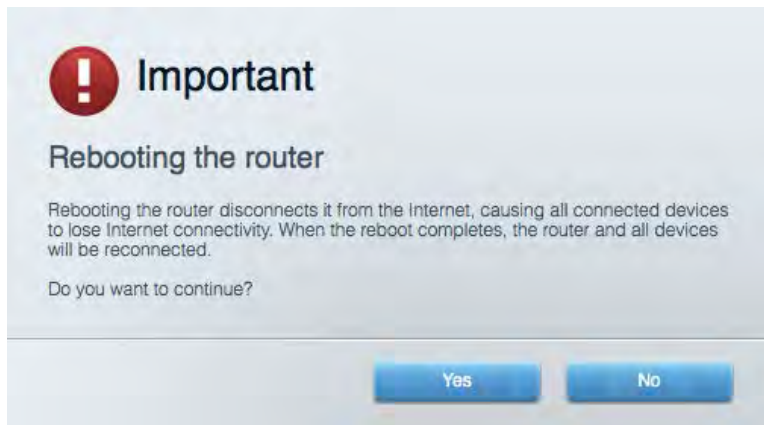 Important
Rebooting the router
Rebooting the router disconnects it from the Internet, causing all connected devices
to lose Internet connectivity. When the reboot completes, the router and all devices
will be reconnected.
Do you want to continue?
Yes
No